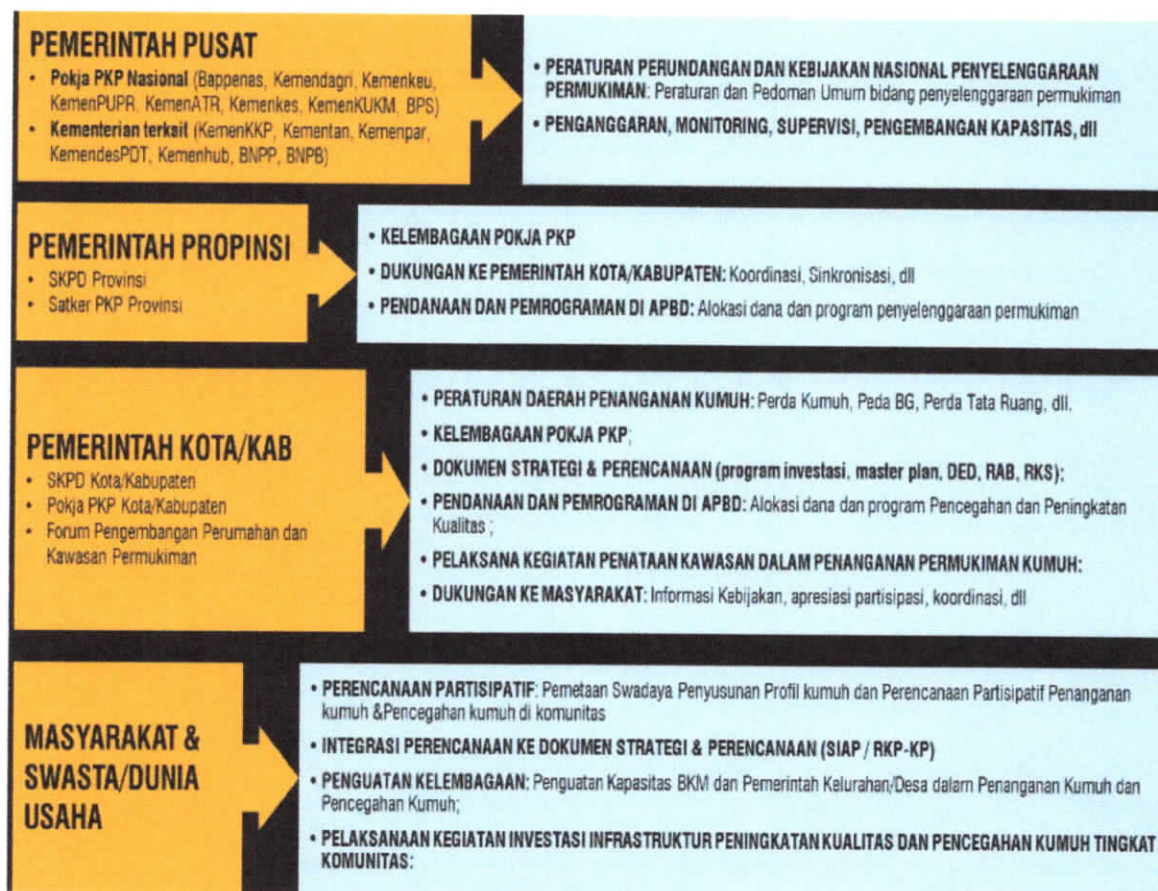 PEMERINTAH PUSAT
• Pokja PKP Nasional (Bappenas, Kemendagri, Kemenkeu,
KemenPUPR, KemenATR, Kemenkes, KemenKUKM, BPS)
• Kementerian terkait (KemenKKP, Kementan, Kemenpar,
KemendesPDT, Kemenhub, BNPP, BNPB)
• PERATURAN PERUNDANGAN DAN KEBIJAKAN NASIONAL PENYELENGGARAAN
PERMUKIMAN: Peraturan dan Pedoman Umum bidang penyelenggaraan permukiman
• PENGANGGARAN, MONITORING, SUPERVISI, PENGEMBANGAN KAPASITAS, dll
PEMERINTAH PROPINSI
• SKPD Provinsi
• Satker PKP Provinsi
• KELEMBAGAAN POKJA PKP
• DUKUNGAN KE PEMERINTAH KOTA/KABUPATEN: Koordinasi, Sinkronisasi, dll
• PENDANAAN DAN PEMROGRAMAN DI APBD: Alokasi dana dan program penyelenggaraan permukiman
PEMERINTAH KOTA/KAB
• SKPD Kota/Kabupaten
• Pokja PKP Kota/Kabupaten
• Forum Pengembangan Perumahan dan
Kawasan Permukiman
• PERATURAN DAERAH PENANGANAN KUMUH: Perda Kumuh, Peda BG, Perda Tata Ruang, dll.
• KELEMBAGAAN POKJA PKP;
• DOKUMEN STRATEGI & PERENCANAAN (program investasi, master plan, DED, RAB, RKS);
• PENDANAAN DAN PEMROGRAMAN DI APBD: Alokasi dana dan program Pencegahan dan Peningkatan
Kualitas ;
• PELAKSANA KEGIATAN PENATAAN KAWASAN DALAM PENANGANAN PERMUKIMAN KUMUH:
• DUKUNGAN KE MASYARAKAT: Informasi Kebijakan, apresiasi partisipasi, koordinasi, dll
MASYARAKAT &
SWASTA/DUNIA
USAHA
• PERENCANAAN PARTISIPATIF: Pemetaan Swadaya Penyusunan Profil kumuh dan Perencanaan Partisipatif Penanganan
kumuh &Pencegahan kumuh di komunitas
• INTEGRASI PERENCANAAN KE DOKUMEN STRATEGI & PERENCANAAN (SIAP / RKP-KP)
• PENGUATAN KELEMBAGAAN: Penguatan Kapasitas BKM dan Pemerintah Kelurahan/Desa dalam Penanganan Kumuh dan
Pencegahan Kumuh;
• PELAKSANAAN KEGIATAN INVESTASI INFRASTRUKTUR PENINGKATAN KUALITAS DAN PENCEGAHAN KUMUH TINGKAT
KOMUNITAS: